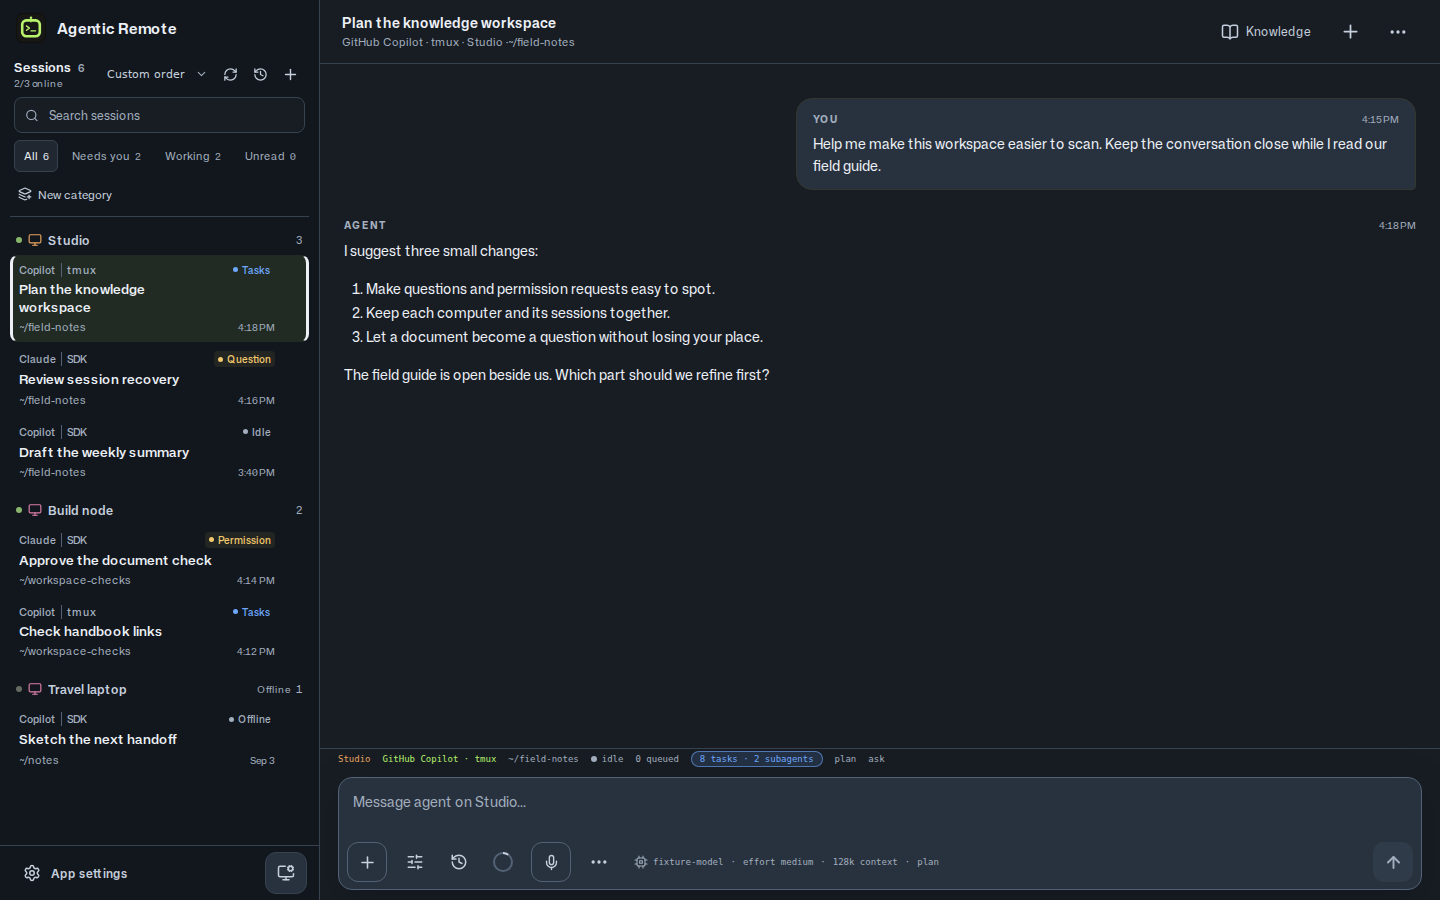 Agentic Remote
Sessions 6
2/3 online
Custom order
Search sessions
All 6
Needs you 2
Working 2
Unread 0
New category
Studio 3
Copilot | tmux
Tasks
Plan the knowledge
workspace
~/field-notes
4:18 PM
Claude | SDK
Question
Review session recovery
~/field-notes
4:16 PM
Copilot | SDK
Idle
Draft the weekly summary
~/field-notes
3:40 PM
Build node 2
Claude | SDK
Permission
Approve the document check
~/workspace-checks
4:14 PM
Copilot | tmux
Tasks
Check handbook links
~/workspace-checks
4:12 PM
Travel laptop
Offline 1
Copilot | SDK
Offline
Sketch the next handoff
~/notes
Sep 3
App settings
Plan the knowledge workspace
GitHub Copilot · tmux · Studio · ~/field-notes
Knowledge
YOU
4:15 PM
Help me make this workspace easier to scan. Keep the conversation close while I read our
field guide.
AGENT
4:18 PM
I suggest three small changes:
1. Make questions and permission requests easy to spot.
2. Keep each computer and its sessions together.
3. Let a document become a question without losing your place.
The field guide is open beside us. Which part should we refine first?
Studio GitHub Copilot · tmux ~/field-notes idle 0 queued 8 tasks · 2 subagents plan ask
Message agent on Studio...
fixture-model · effort medium · 128k context · plan